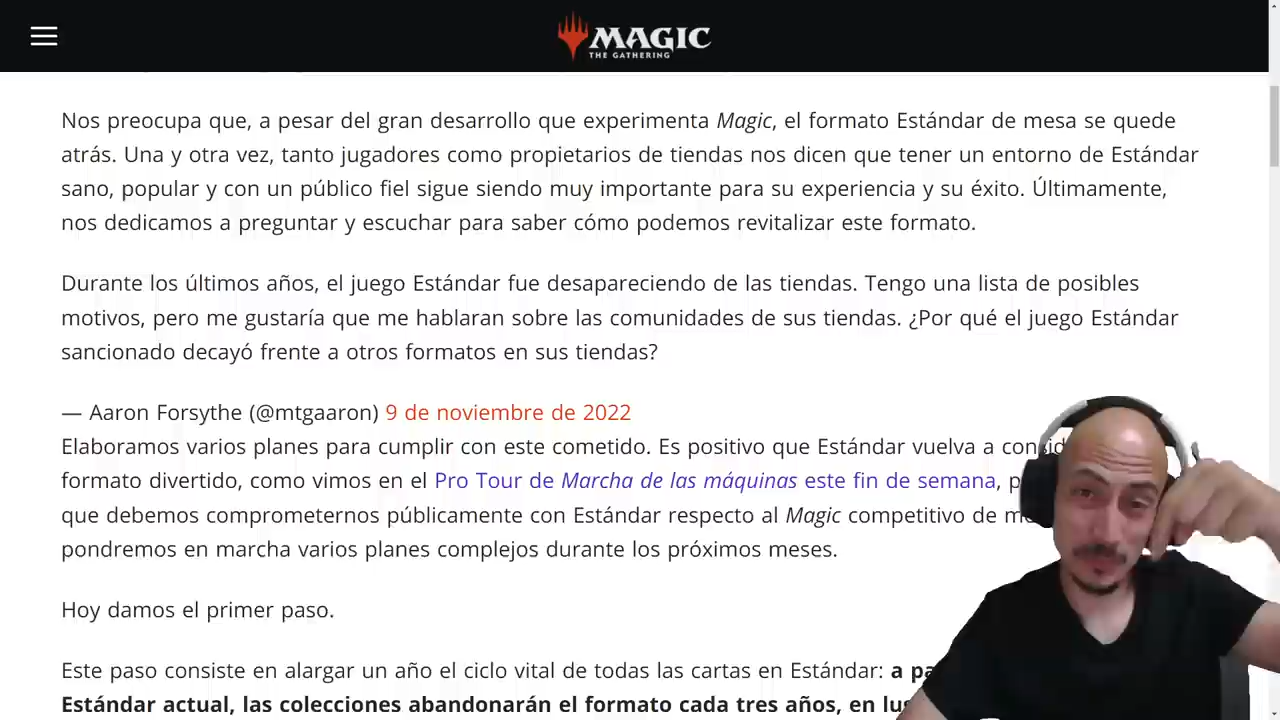 MAGIC
THE GATHERING
Nos preocupa que, a pesar del gran desarrollo que experimenta Magic, el formato Estándar de mesa se quede
atrás. Una y otra vez, tanto jugadores como propietarios de tiendas nos dicen que tener un entorno de Estándar
sano, popular y con un público fiel sigue siendo muy importante para su experiencia y su éxito. Últimamente,
nos dedicamos a preguntar y escuchar para saber cómo podemos revitalizar este formato.
Durante los últimos años, el juego Estándar fue desapareciendo de las tiendas. Tengo una lista de posibles
motivos, pero me gustaría que me hablaran sobre las comunidades de sus tiendas. ¿Por qué el juego Estándar
sancionado decayó frente a otros formatos en sus tiendas?
— Aaron Forsythe (@mtgaaron) 9 de noviembre de 2022
Elaboramos varios planes para cumplir con este cometido. Es positivo que Estándar vuelva a
formato divertido, como vimos en el Pro Tour de Marcha de las máquinas este fin de semana,
que debemos comprometernos públicamente con Estándar respecto al Magic competitivo de
pondremos en marcha varios planes complejos durante los próximos meses.
Hoy damos el primer paso.
Este paso consiste en alargar un año el ciclo vital de todas las cartas en Estándar: a
Estándar actual, las colecciones abandonarán el formato cada tres años, en